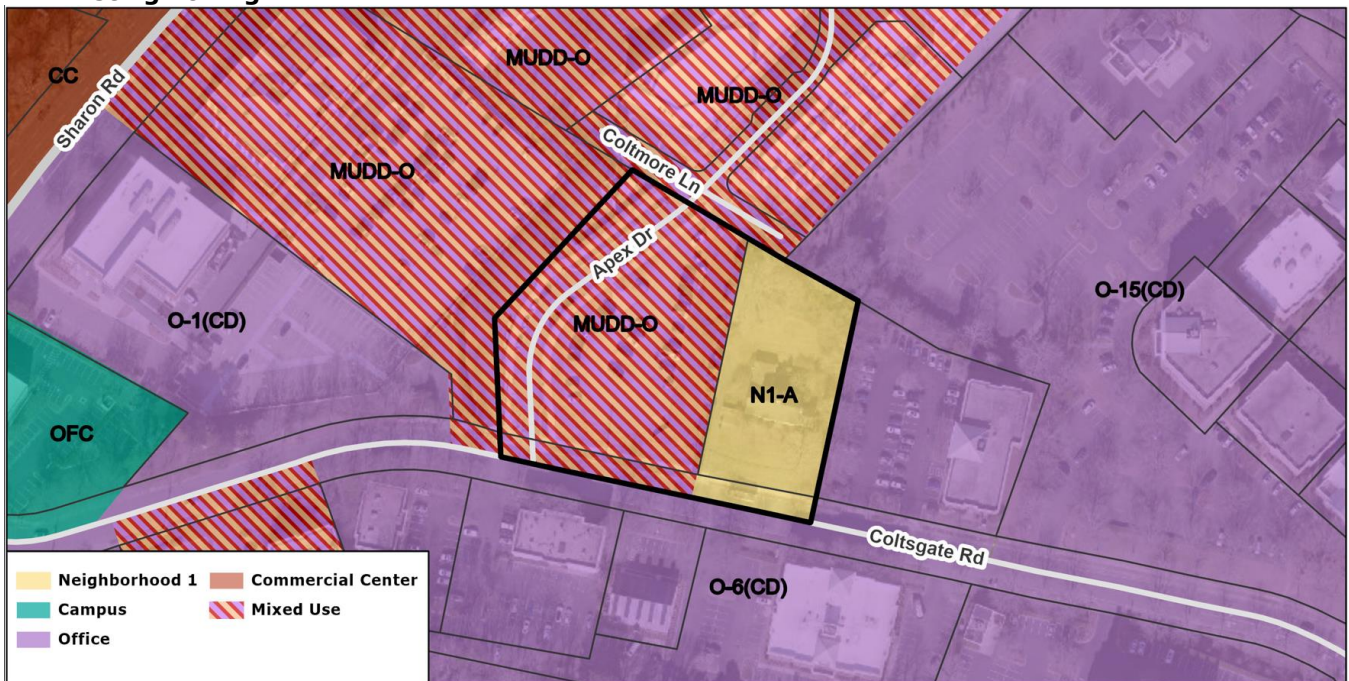 CC
Sharon Rd
MUDD-O
MUDD-O
MUDD-O
Coltmore Ln
Apex Dr
MUDD-O
O-1(CD)
O-15(CD)
N1-A
OFC
Coltsgate Rd
O-6(CD)
Neighborhood 1
Commercial Center
Campus
Mixed Use
Office